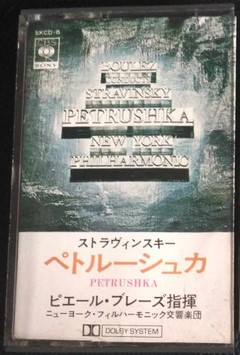 SKCD-6
CBS
SONY
BOULEZ
STRAVINSKY
PETRUSHKA
NEW YORK
PHILHARMONIC
ストラヴィンスキー
ペトルーシュカ
PETRUSHKA
ピエール・ブレーズ指揮
ニューヨーク・フィルハーモニック交響楽団
DOLBY SYSTEM